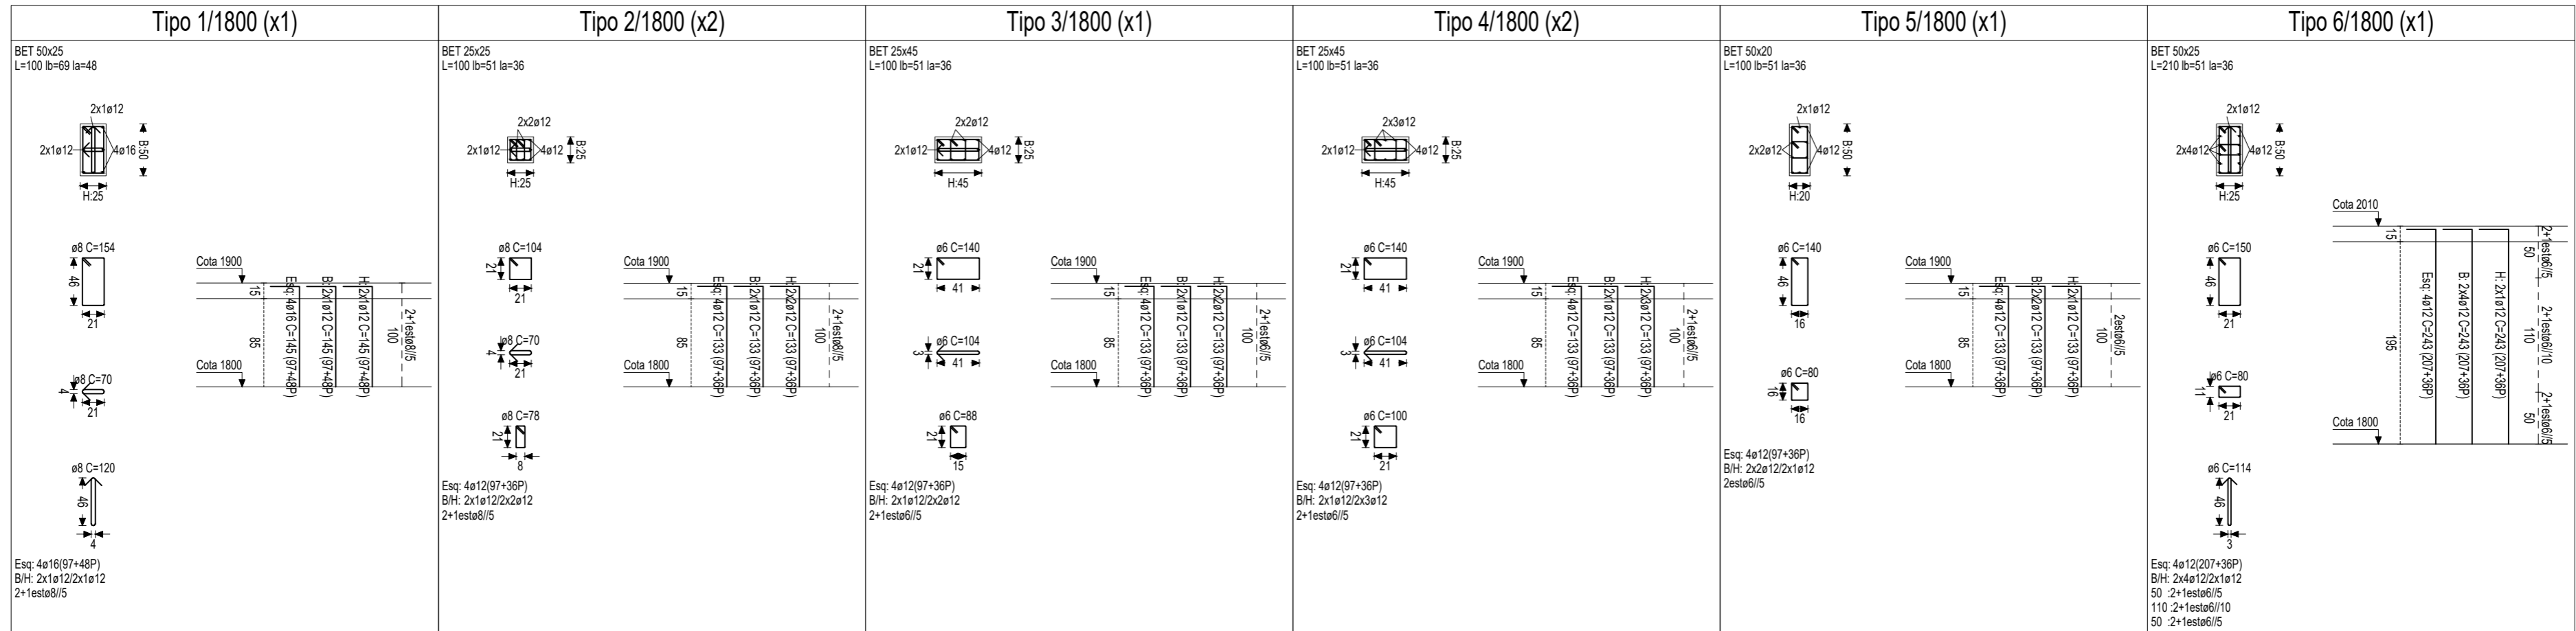 Tipo 1/1800 (x1)
BET 50x25
L=100 lb=69 la=48
2x1ø12
2x1ø12
4ø16
B:50
H:25
ø8 C=154
46
21
ø8 C=70
4
21
ø8 C=120
46
4
Cota 1900
15
85
Cota 1800
Esq: 4ø16 C=145 (97+48P)
B: 2x1ø12 C=145 (97+48P)
H: 2x1ø12 C=145 (97+48P)
2+1estø8//5
100
Esq: 4ø16(97+48P)
B/H: 2x1ø12/2x1ø12
2+1estø8//5
Tipo 2/1800 (x2)
BET 25x25
L=100 lb=51 la=36
2x2ø12
2x1ø12
4ø12
B:25
H:25
ø8 C=104
21
21
ø8 C=70
4
21
ø8 C=78
21
8
Cota 1900
15
85
Cota 1800
Esq: 4ø12 C=133 (97+36P)
B: 2x1ø12 C=133 (97+36P)
H: 2x2ø12 C=133 (97+36P)
2+1estø8//5
100
Esq: 4ø12(97+36P)
B/H: 2x1ø12/2x2ø12
2+1estø8//5
Tipo 3/1800 (x1)
BET 25x45
L=100 lb=51 la=36
2x2ø12
2x1ø12
4ø12
B:25
H:45
ø6 C=140
21
41
ø6 C=104
3
41
ø6 C=88
21
15
Cota 1900
15
85
Cota 1800
Esq: 4ø12 C=133 (97+36P)
B: 2x1ø12 C=133 (97+36P)
H: 2x2ø12 C=133 (97+36P)
2+1estø6//5
100
Esq: 4ø12(97+36P)
B/H: 2x1ø12/2x2ø12
2+1estø6//5
Tipo 4/1800 (x2)
BET 25x45
L=100 lb=51 la=36
2x3ø12
2x1ø12
4ø12
B:25
H:45
ø6 C=140
21
41
ø6 C=104
3
41
ø6 C=100
21
21
Cota 1900
15
85
Cota 1800
Esq: 4ø12 C=133 (97+36P)
B: 2x1ø12 C=133 (97+36P)
H: 2x3ø12 C=133 (97+36P)
2+1estø6//5
100
Esq: 4ø12(97+36P)
B/H: 2x1ø12/2x3ø12
2+1estø6//5
Tipo 5/1800 (x1)
BET 50x20
L=100 lb=51 la=36
2x1ø12
2x2ø12
4ø12
B:50
H:20
ø6 C=140
46
16
ø6 C=80
16
16
Cota 1900
15
85
Cota 1800
Esq: 4ø12 C=133 (97+36P)
B: 2x2ø12 C=133 (97+36P)
H: 2x1ø12 C=133 (97+36P)
2estø6//5
100
Esq: 4ø12(97+36P)
B/H: 2x2ø12/2x1ø12
2estø6//5
Tipo 6/1800 (x1)
BET 50x25
L=210 lb=51 la=36
2x1ø12
2x4ø12
4ø12
B:50
H:25
ø6 C=150
46
21
ø6 C=80
11
21
ø6 C=114
46
3
Cota 2010
15
195
Cota 1800
Esq: 4ø12 C=243 (207+36P)
B: 2x4ø12 C=243 (207+36P)
H: 2x1ø12 C=243 (207+36P)
2+1estø6//5
50
2+1estø6//10
110
2+1estø6//5
50
Esq: 4ø12(207+36P)
B/H: 2x4ø12/2x1ø12
50 :2+1estø6//5
110 :2+1estø6//10
50 :2+1estø6//5